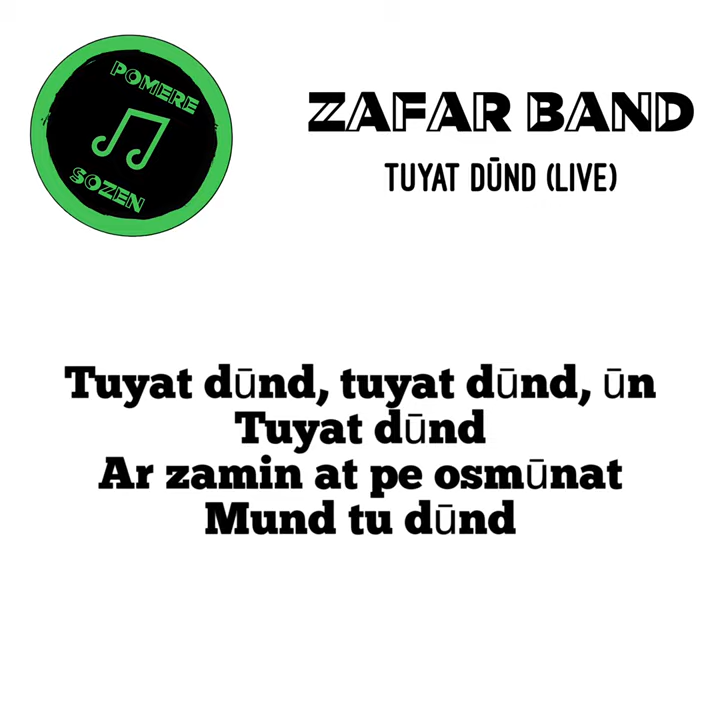 POMERE
SOZEN
ZAFAR BAND
TUYAT DŪND (LIVE)
Tuyat dūnd, tuyat dūnd, ūn
Tuyat dūnd
Ar zamin at pe osmūnat
Mund tu dūnd